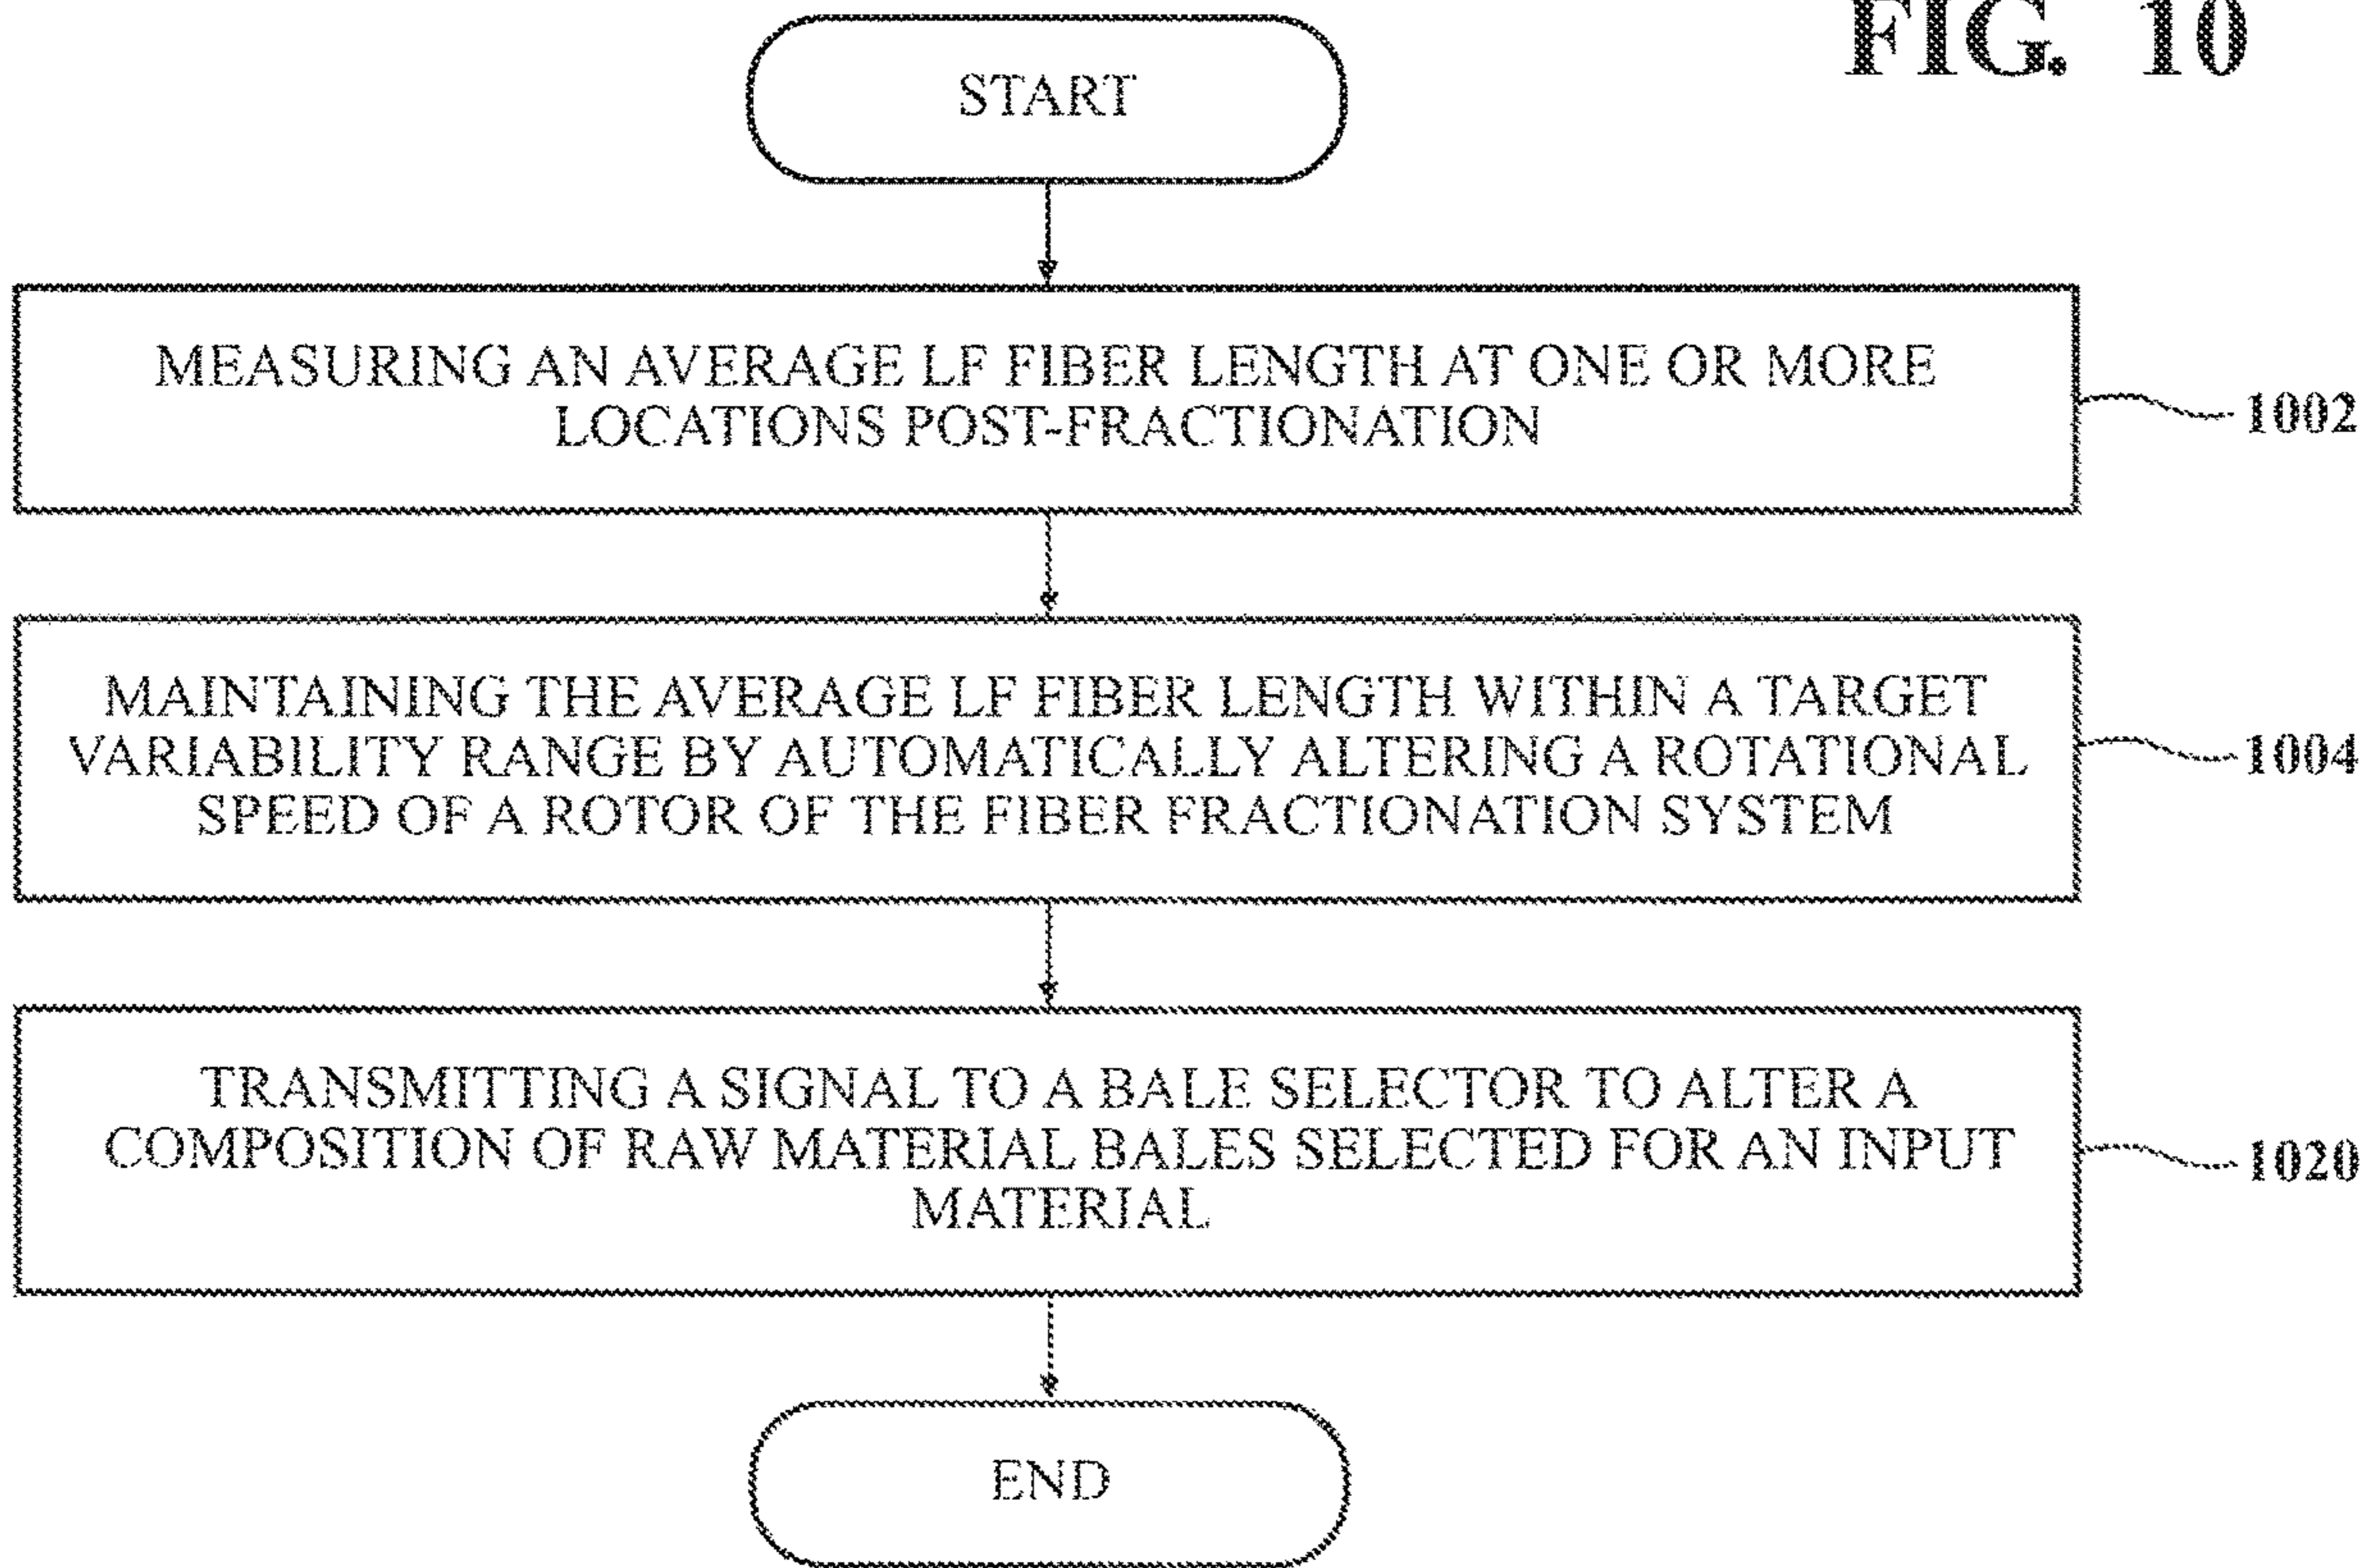 FIG. 10
START
MEASURING AN AVERAGE LF FIBER LENGTH AT ONE OR MORE
LOCATIONS POST-FRACTIONATION
1002
MAINTAINING THE AVERAGE LF FIBER LENGTH WITHIN A TARGET
VARIABILITY RANGE BY AUTOMATICALLY ALTERING A ROTATIONAL
SPEED OF A ROTOR OF THE FIBER FRACTIONATION SYSTEM
1004
TRANSMITTING A SIGNAL TO A BALE SELECTOR TO ALTER A
COMPOSITION OF RAW MATERIAL BALES SELECTED FOR AN INPUT
MATERIAL
1020
END